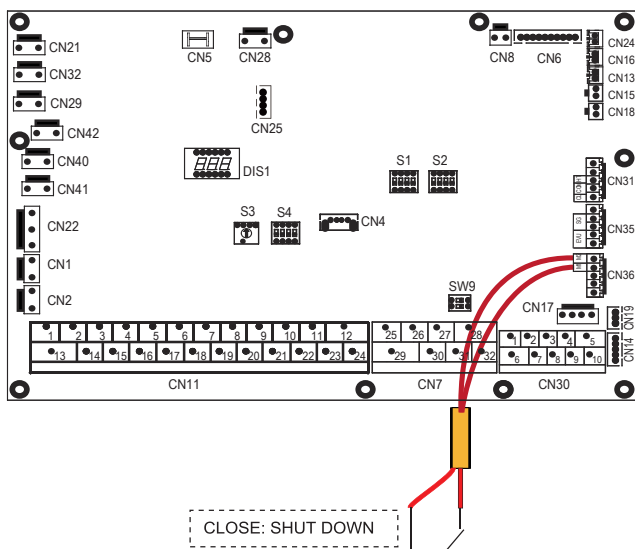 CN21
CN32
CN29
CN42
CN40
CN41
CN22
CN1
CN2
CN5
CN28
CN25
DIS1
S1 S2
S3 S4
CN4
CN8 CN6
CN24
CN16
CN13
CN15
CN18
CN31
SG
EVU
CN35
CN36
SW9
CN17
CN19
CN14
1 2 3 4 5 6 7 8 9 10 11 12
13 14 15 16 17 18 19 20 21 22 23 24
CN11
25 26 27 28
29 30 31 32
CN7
1 2 3 4 5
6 7 8 9 10
CN30
CLOSE: SHUT DOWN